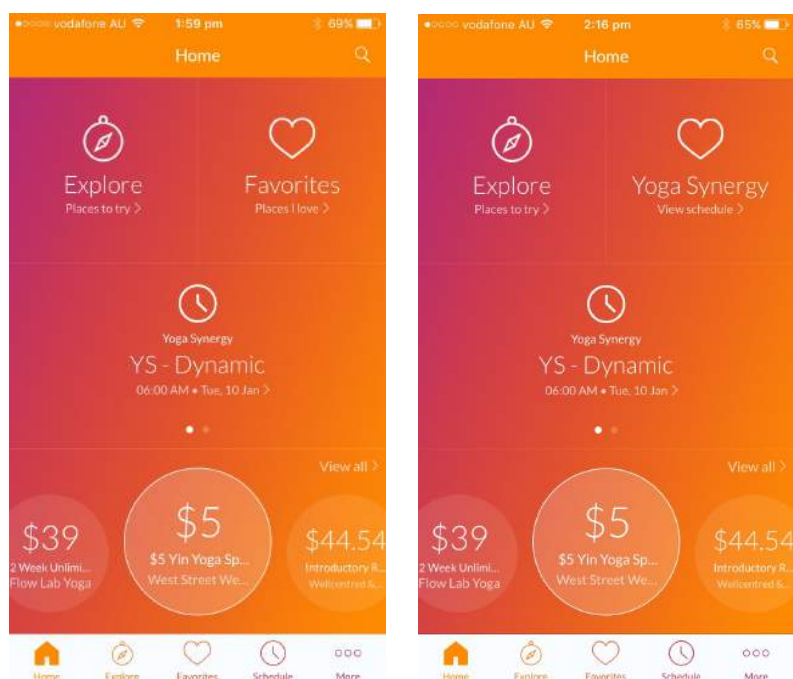 vodafone AU 1:59 pm 69%
Home
Explore
Places to try >
Favorites
Places I love >
Yoga Synergy
YS - Dynamic
06:00 AM • Tue, 10 Jan >
View all >
$39
2 Week Unlimi...
Flow Lab Yoga
$5
$5 Yin Yoga Sp...
West Street We...
$44.54
Introductory R...
Wellcentred &...
Home Explore Favorites Schedule More
vodafone AU 2:16 pm 65%
Home
Explore
Places to try >
Yoga Synergy
View schedule >
Yoga Synergy
YS - Dynamic
06:00 AM • Tue, 10 Jan >
View all >
$39
2 Week Unlimi...
Flow Lab Yoga
$5
$5 Yin Yoga Sp...
West Street We...
$44.54
Introductory R...
Wellcentred &...
Home Explore Favorites Schedule More